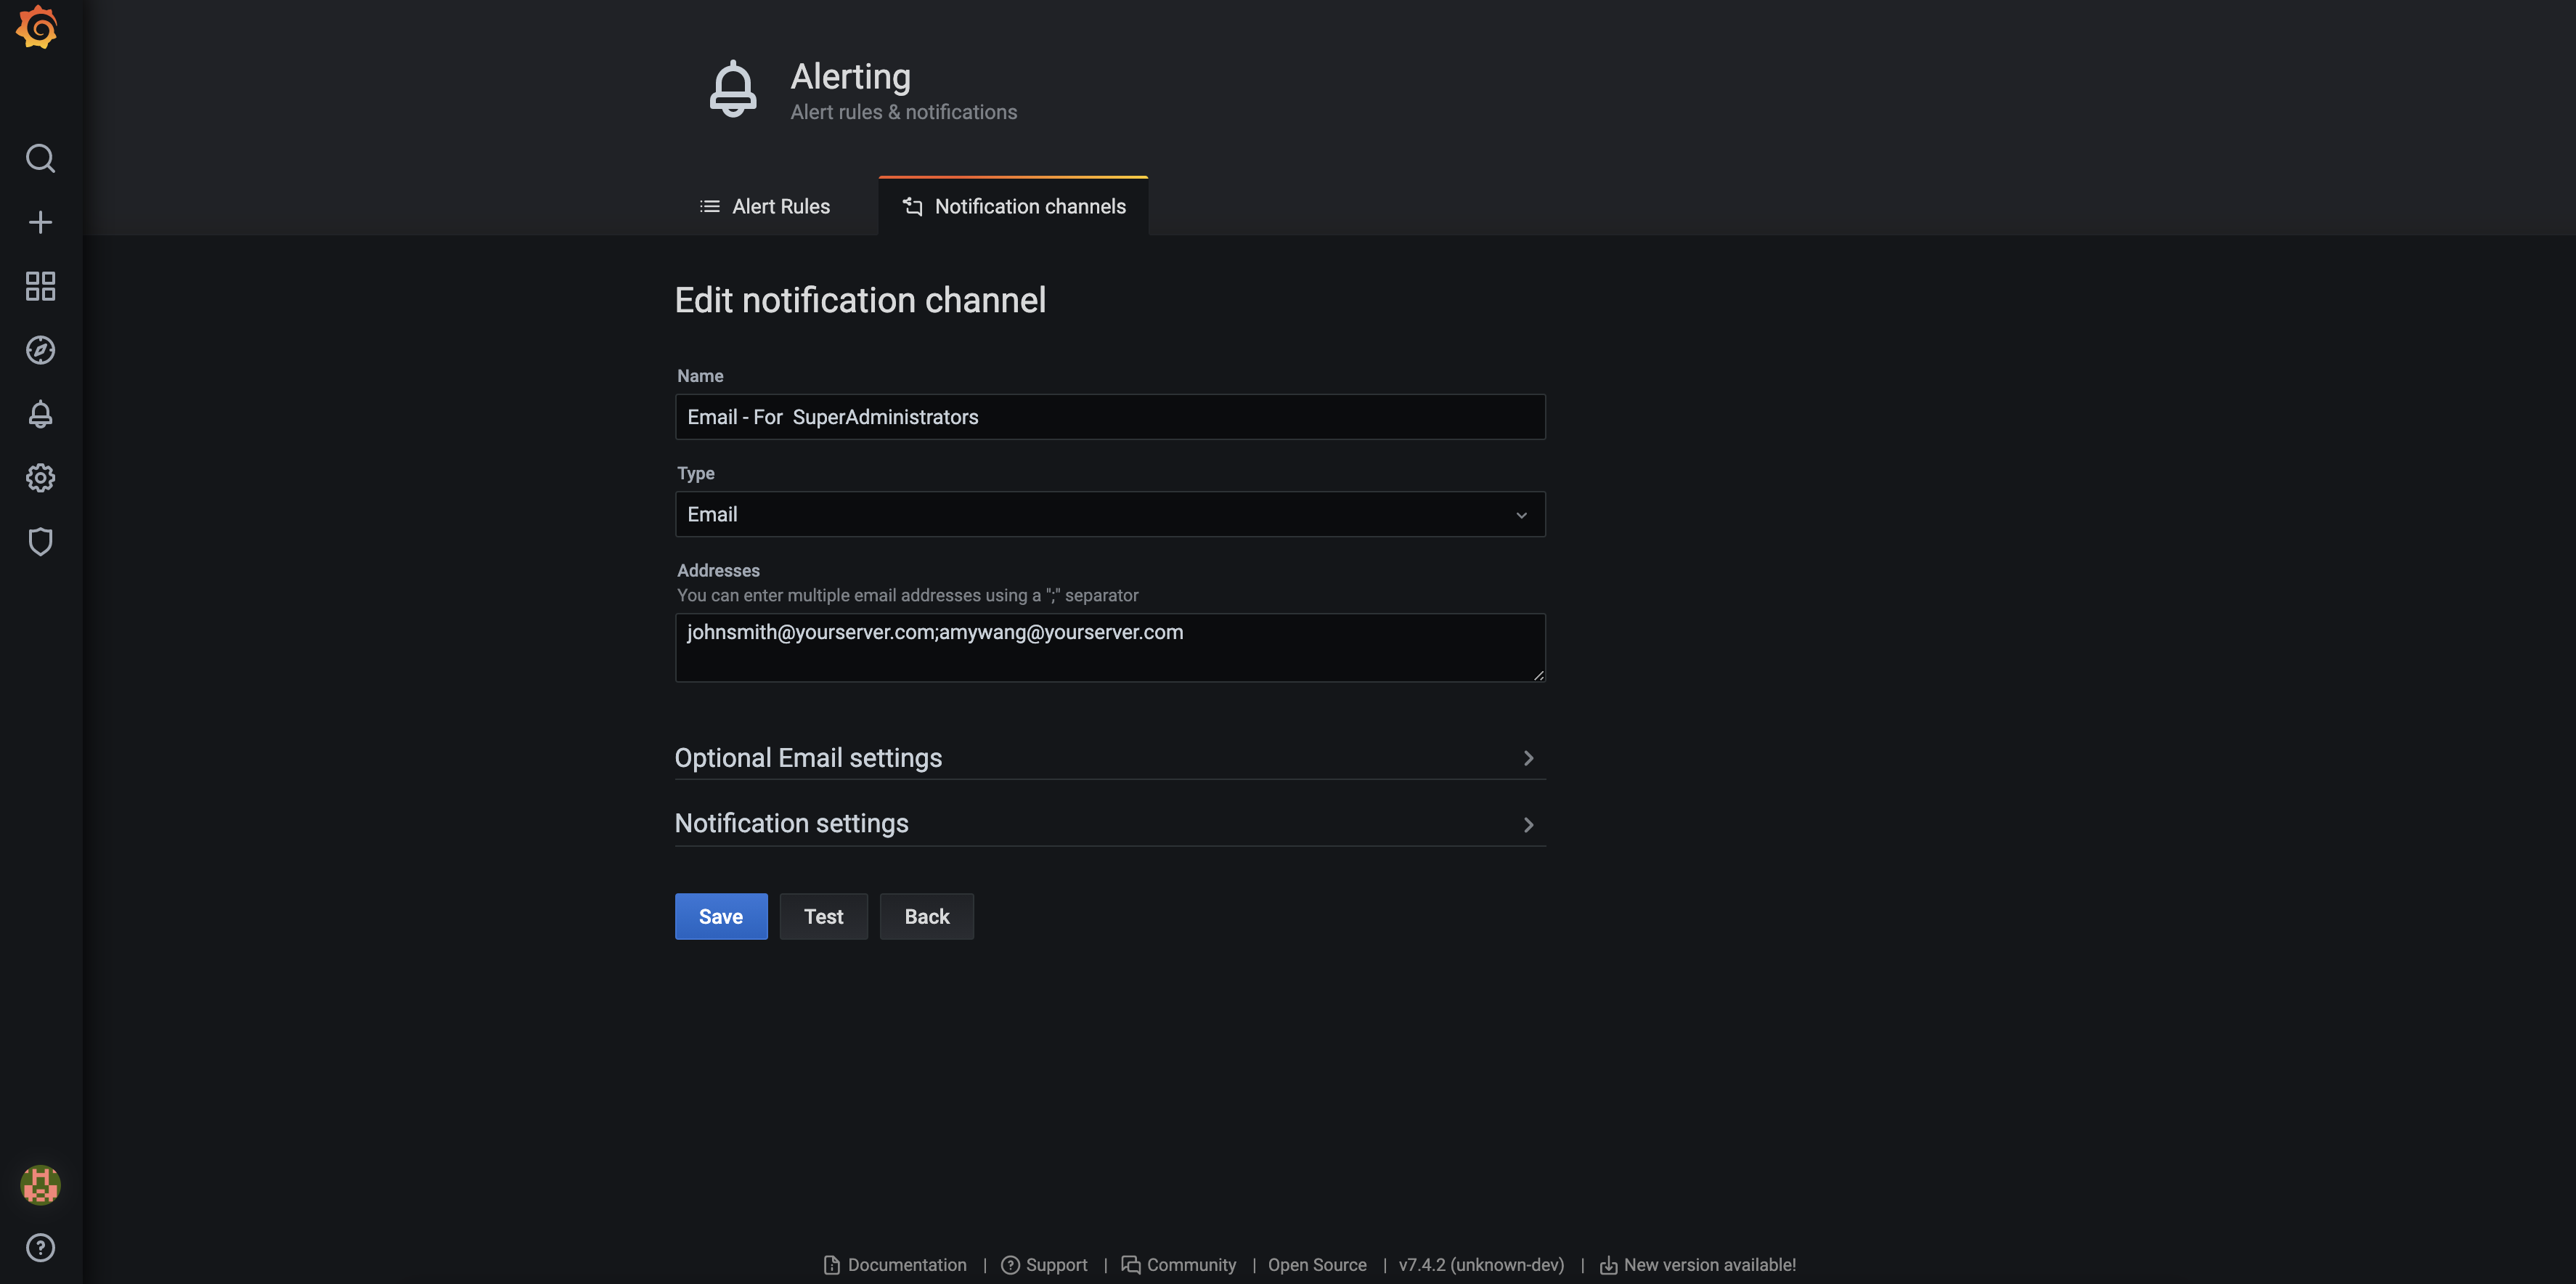 Alerting
Alert rules & notifications
Alert Rules
Notification channels
Edit notification channel
Name
Email - For  SuperAdministrators
Type
Email
Addresses
You can enter multiple email addresses using a ";" separator
johnsmith@yourserver.com;amywang@yourserver.com
Optional Email settings
Notification settings
Save Test Back
Documentation | Support | Community | Open Source | v7.4.2 (unknown-dev) | New version available!